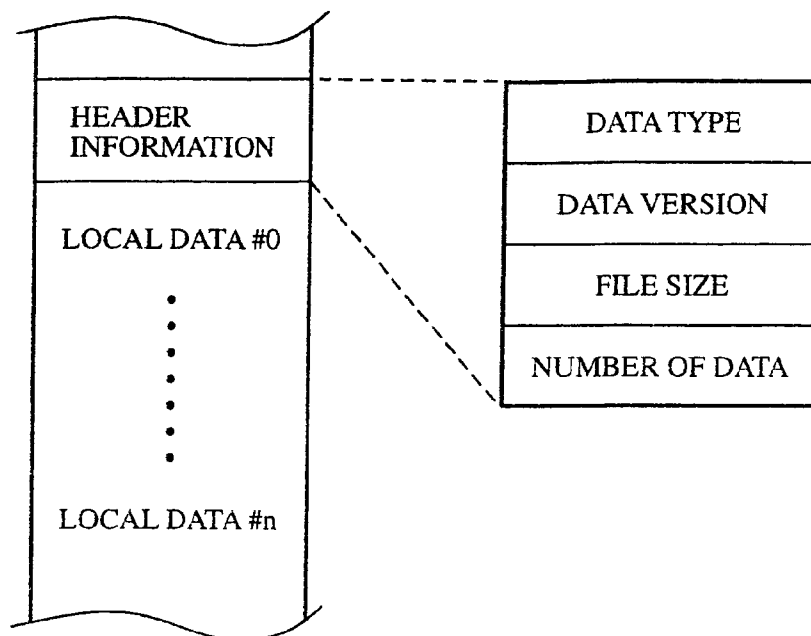 HEADER
INFORMATION
LOCAL DATA #0
LOCAL DATA #n
DATA TYPE
DATA VERSION
FILE SIZE
NUMBER OF DATA